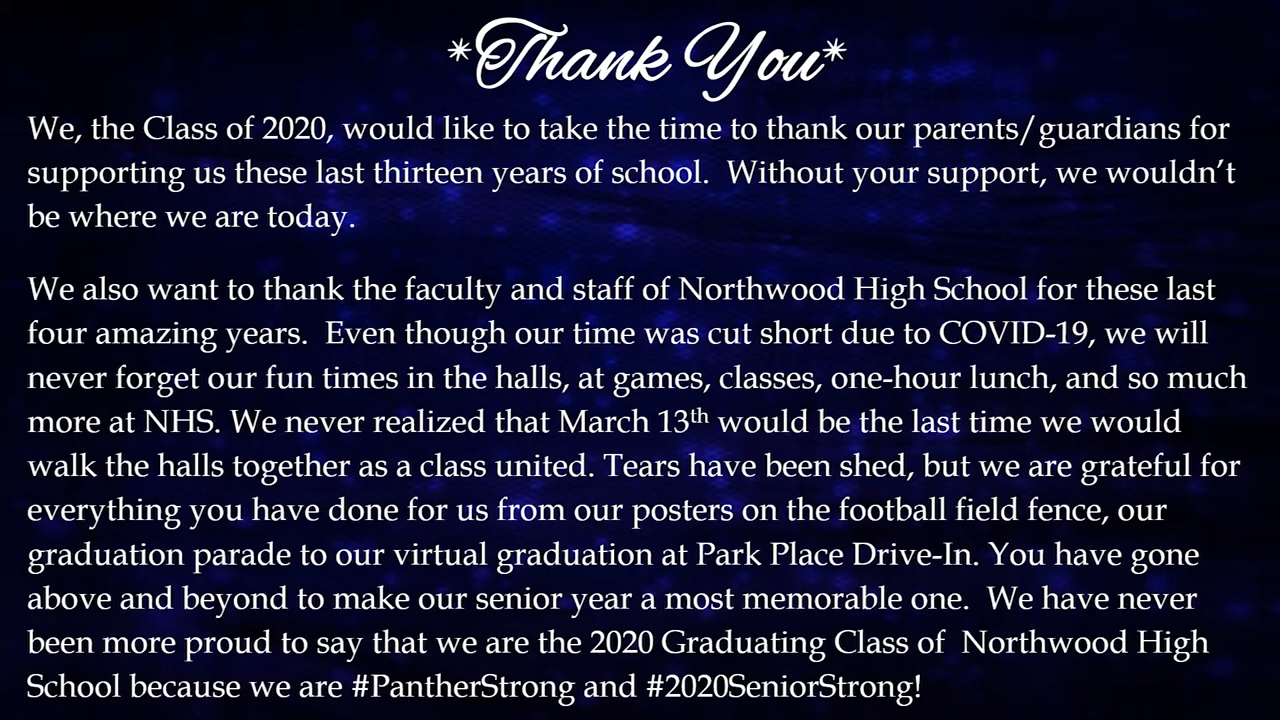 *Thank You*
We, the Class of 2020, would like to take the time to thank our parents/guardians for
supporting us these last thirteen years of school.  Without your support, we wouldn’t
be where we are today.
We also want to thank the faculty and staff of Northwood High School for these last
four amazing years.  Even though our time was cut short due to COVID-19, we will
never forget our fun times in the halls, at games, classes, one-hour lunch, and so much
more at NHS. We never realized that March 13th would be the last time we would
walk the halls together as a class united. Tears have been shed, but we are grateful for
everything you have done for us from our posters on the football field fence, our
graduation parade to our virtual graduation at Park Place Drive-In. You have gone
above and beyond to make our senior year a most memorable one.  We have never
been more proud to say that we are the 2020 Graduating Class of  Northwood High
School because we are #PantherStrong and #2020SeniorStrong!